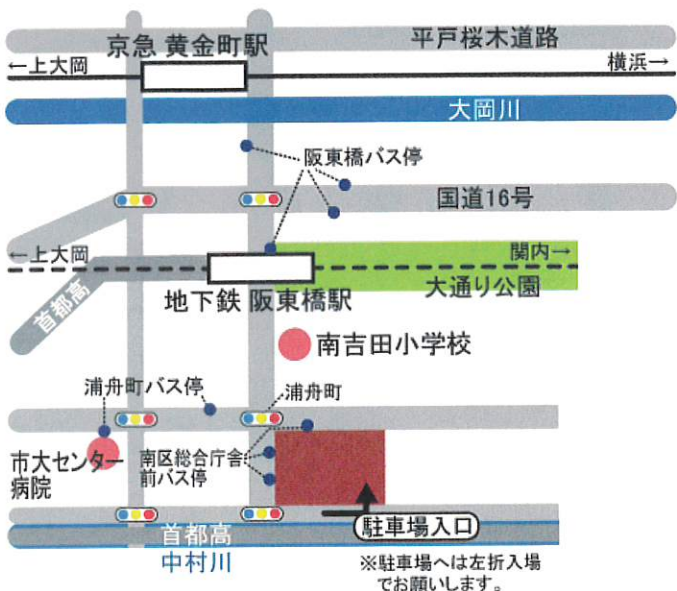 平戸桜木道路
京急 黄金町駅
←上大岡
横浜→
大岡川
阪東橋バス停
国道16号
←上大岡
関内→
首都高
地下鉄 阪東橋駅
大通り公園
南吉田小学校
浦舟町バス停
浦舟町
市大センター
病院
南区総合庁舎
前バス停
首都高
中村川
駐車場入口
※駐車場へは左折入場
でお願いします。